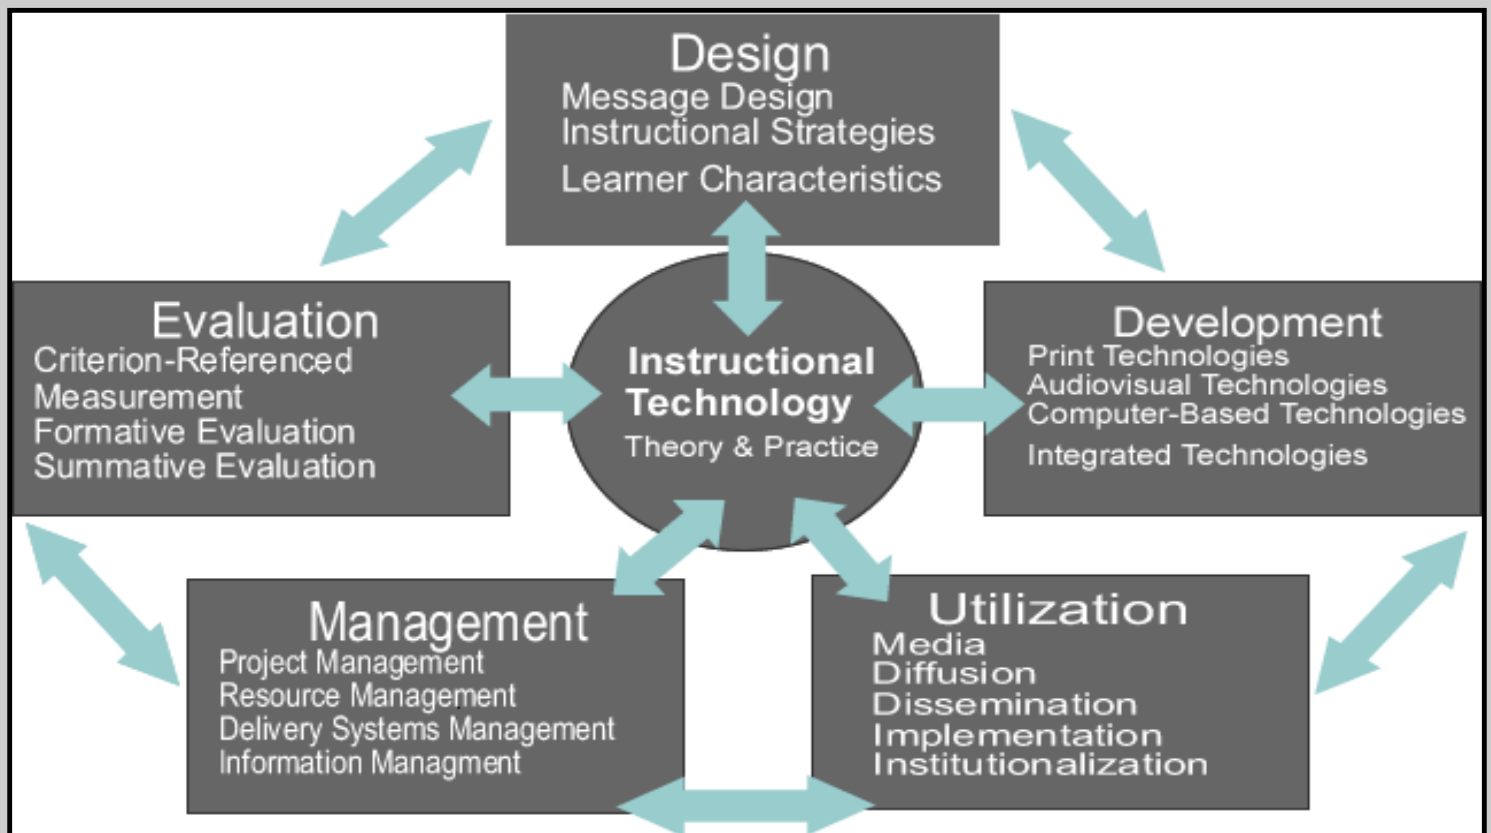 Design
Message Design
Instructional Strategies
Learner Characteristics
Evaluation
Criterion-Referenced
Measurement
Formative Evaluation
Summative Evaluation
Instructional
Technology
Theory & Practice
Development
Print Technologies
Audiovisual Technologies
Computer-Based Technologies
Integrated Technologies
Management
Project Management
Resource Management
Delivery Systems Management
Information Managment
Utilization
Media
Diffusion
Dissemination
Implementation
Institutionalization